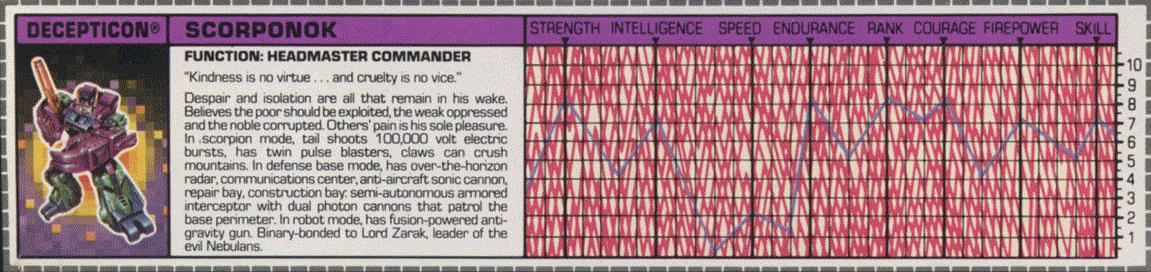 DECEPTICON®
SCORPONOK
FUNCTION: HEADMASTER COMMANDER
"Kindness is no virtue . . . and cruelty is no vice."
Despair and isolation are all that remain in his wake.
Believes the poor should be exploited, the weak oppressed
and the noble corrupted. Others' pain is his sole pleasure.
In scorpion mode, tail shoots 100,000 volt electric
bursts, has twin pulse blasters, claws can crush
mountains. In defense base mode, has over-the-horizon
radar, communications center, anti-aircraft sonic cannon,
repair bay, construction bay; semi-autonomous armored
interceptor with dual photon cannons that patrol the
base perimeter. In robot mode, has fusion-powered anti-
gravity gun. Binary-bonded to Lord Zarak, leader of the
evil Nebulans.
STRENGTH INTELLIGENCE SPEED ENDURANCE RANK COURAGE FIREPOWER SKILL
10
9
8
7
6
5
4
3
2
1